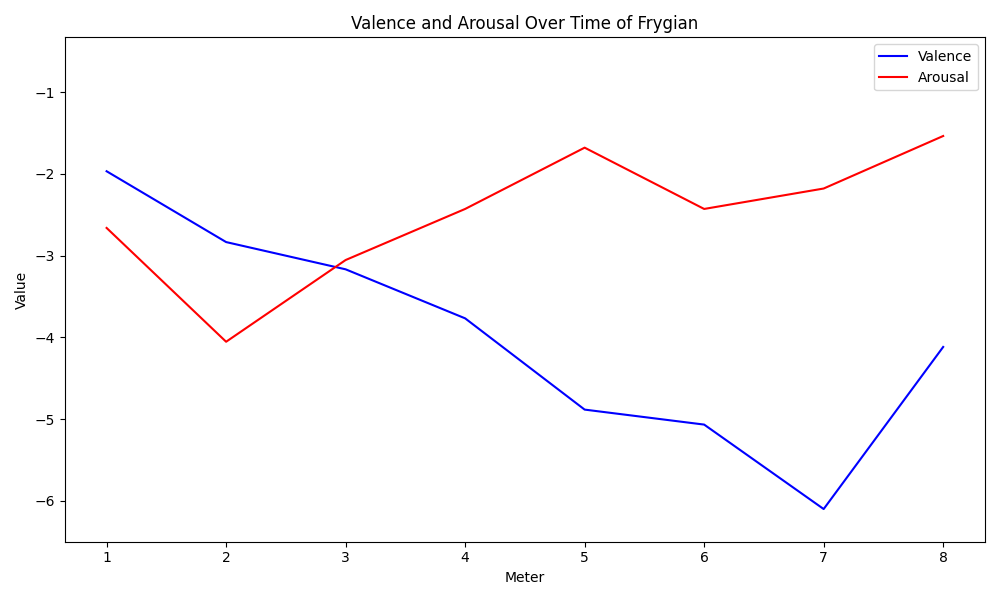 Valence and Arousal Over Time of Frygian
Valence
Arousal
Value
−1
−2
−3
−4
−5
−6
1 2 3 4 5 6 7 8
Meter